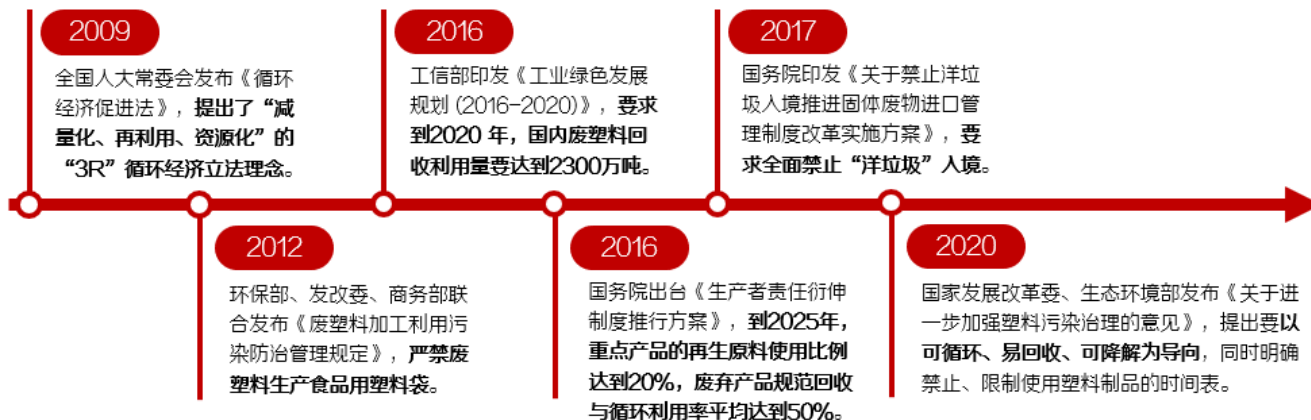 2009
全国人大常委会发布《循环
经济促进法》，提出了“减
量化、再利用、资源化”的
“3R”循环经济立法理念。
2012
环保部、发改委、商务部联
合发布《废塑料加工利用污
染防治管理规定》，严禁废
塑料生产食品用塑料袋。
2016
工信部印发《工业绿色发展
规划（2016-2020）》，要求
到2020 年，国内废塑料回
收利用量要达到2300万吨。
2016
国务院出台《生产者责任衍伸
制度推行方案》，到2025年，
重点产品的再生原料使用比例
达到20%，废弃产品规范回收
与循环利用率平均达到50%。
2017
国务院印发《关于禁止洋垃
圾入境推进固体废物进口管
理制度改革实施方案》，要
求全面禁止“洋垃圾”入境。
2020
国家发展改革委、生态环境部发布《关于进
一步加强塑料污染治理的意见》，提出要以
可循环、易回收、可降解为导向，同时明确
禁止、限制使用塑料制品的时间表。